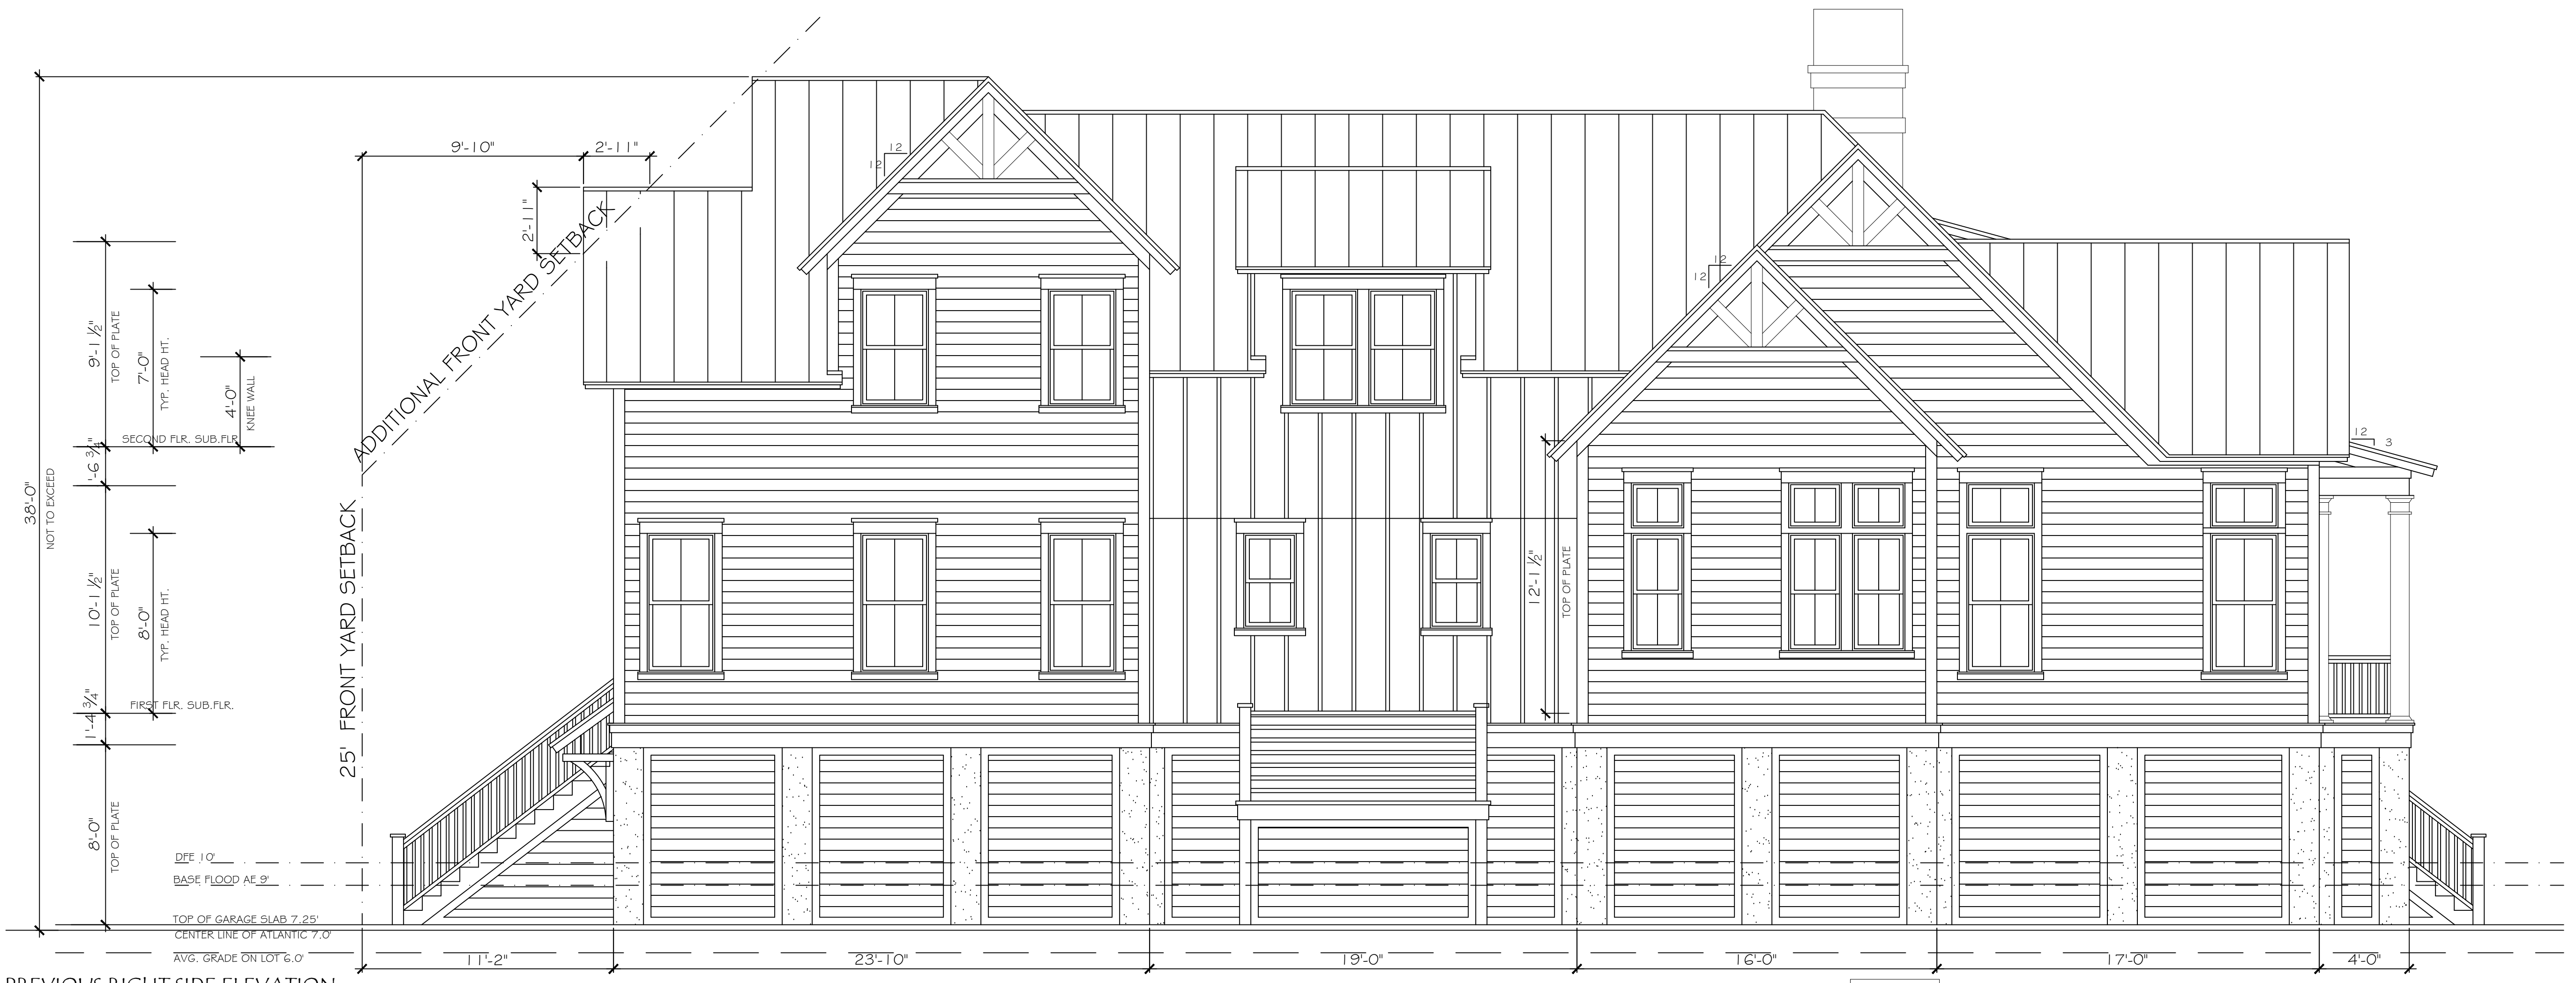 9'-10"
2'-11"
2'-11"
12
12
12
12
12
3
ADDITIONAL FRONT YARD SETBACK
25' FRONT YARD SETBACK
38'-0"
NOT TO EXCEED
9'-1 1/2"
TOP OF PLATE
7'-0"
TYP. HEAD HT.
4'-0"
KNEE WALL
SECOND FLR. SUB.FLR.
'-6 3/4"
10'-1 1/2"
TOP OF PLATE
8'-0"
TYP. HEAD HT.
12'-1 1/2"
TOP OF PLATE
FIRST FLR. SUB.FLR.
1'-4 3/4"
8'-0"
TOP OF PLATE
DFE 10'
BASE FLOOD AE 9'
TOP OF GARAGE SLAB 7.25'
CENTER LINE OF ATLANTIC 7.0'
AVG. GRADE ON LOT 6.0'
11'-2"
23'-10"
19'-0"
16'-0"
17'-0"
4'-0"
PREVIOUS RIGHT SIDE ELEVATION